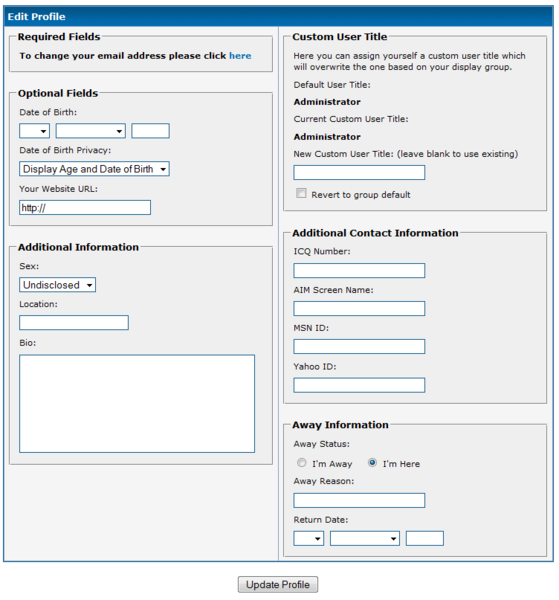 Edit Profile
Required Fields
To change your email address please click here
Optional Fields
Date of Birth:
Date of Birth Privacy:
Display Age and Date of Birth
Your Website URL:
http://
Additional Information
Sex:
Undisclosed
Location:
Bio:
Custom User Title
Here you can assign yourself a custom user title which
will overwrite the one based on your display group.
Default User Title:
Administrator
Current Custom User Title:
Administrator
New Custom User Title: (leave blank to use existing)
Revert to group default
Additional Contact Information
ICQ Number:
AIM Screen Name:
MSN ID:
Yahoo ID:
Away Information
Away Status:
I'm Away I'm Here
Away Reason:
Return Date:
Update Profile